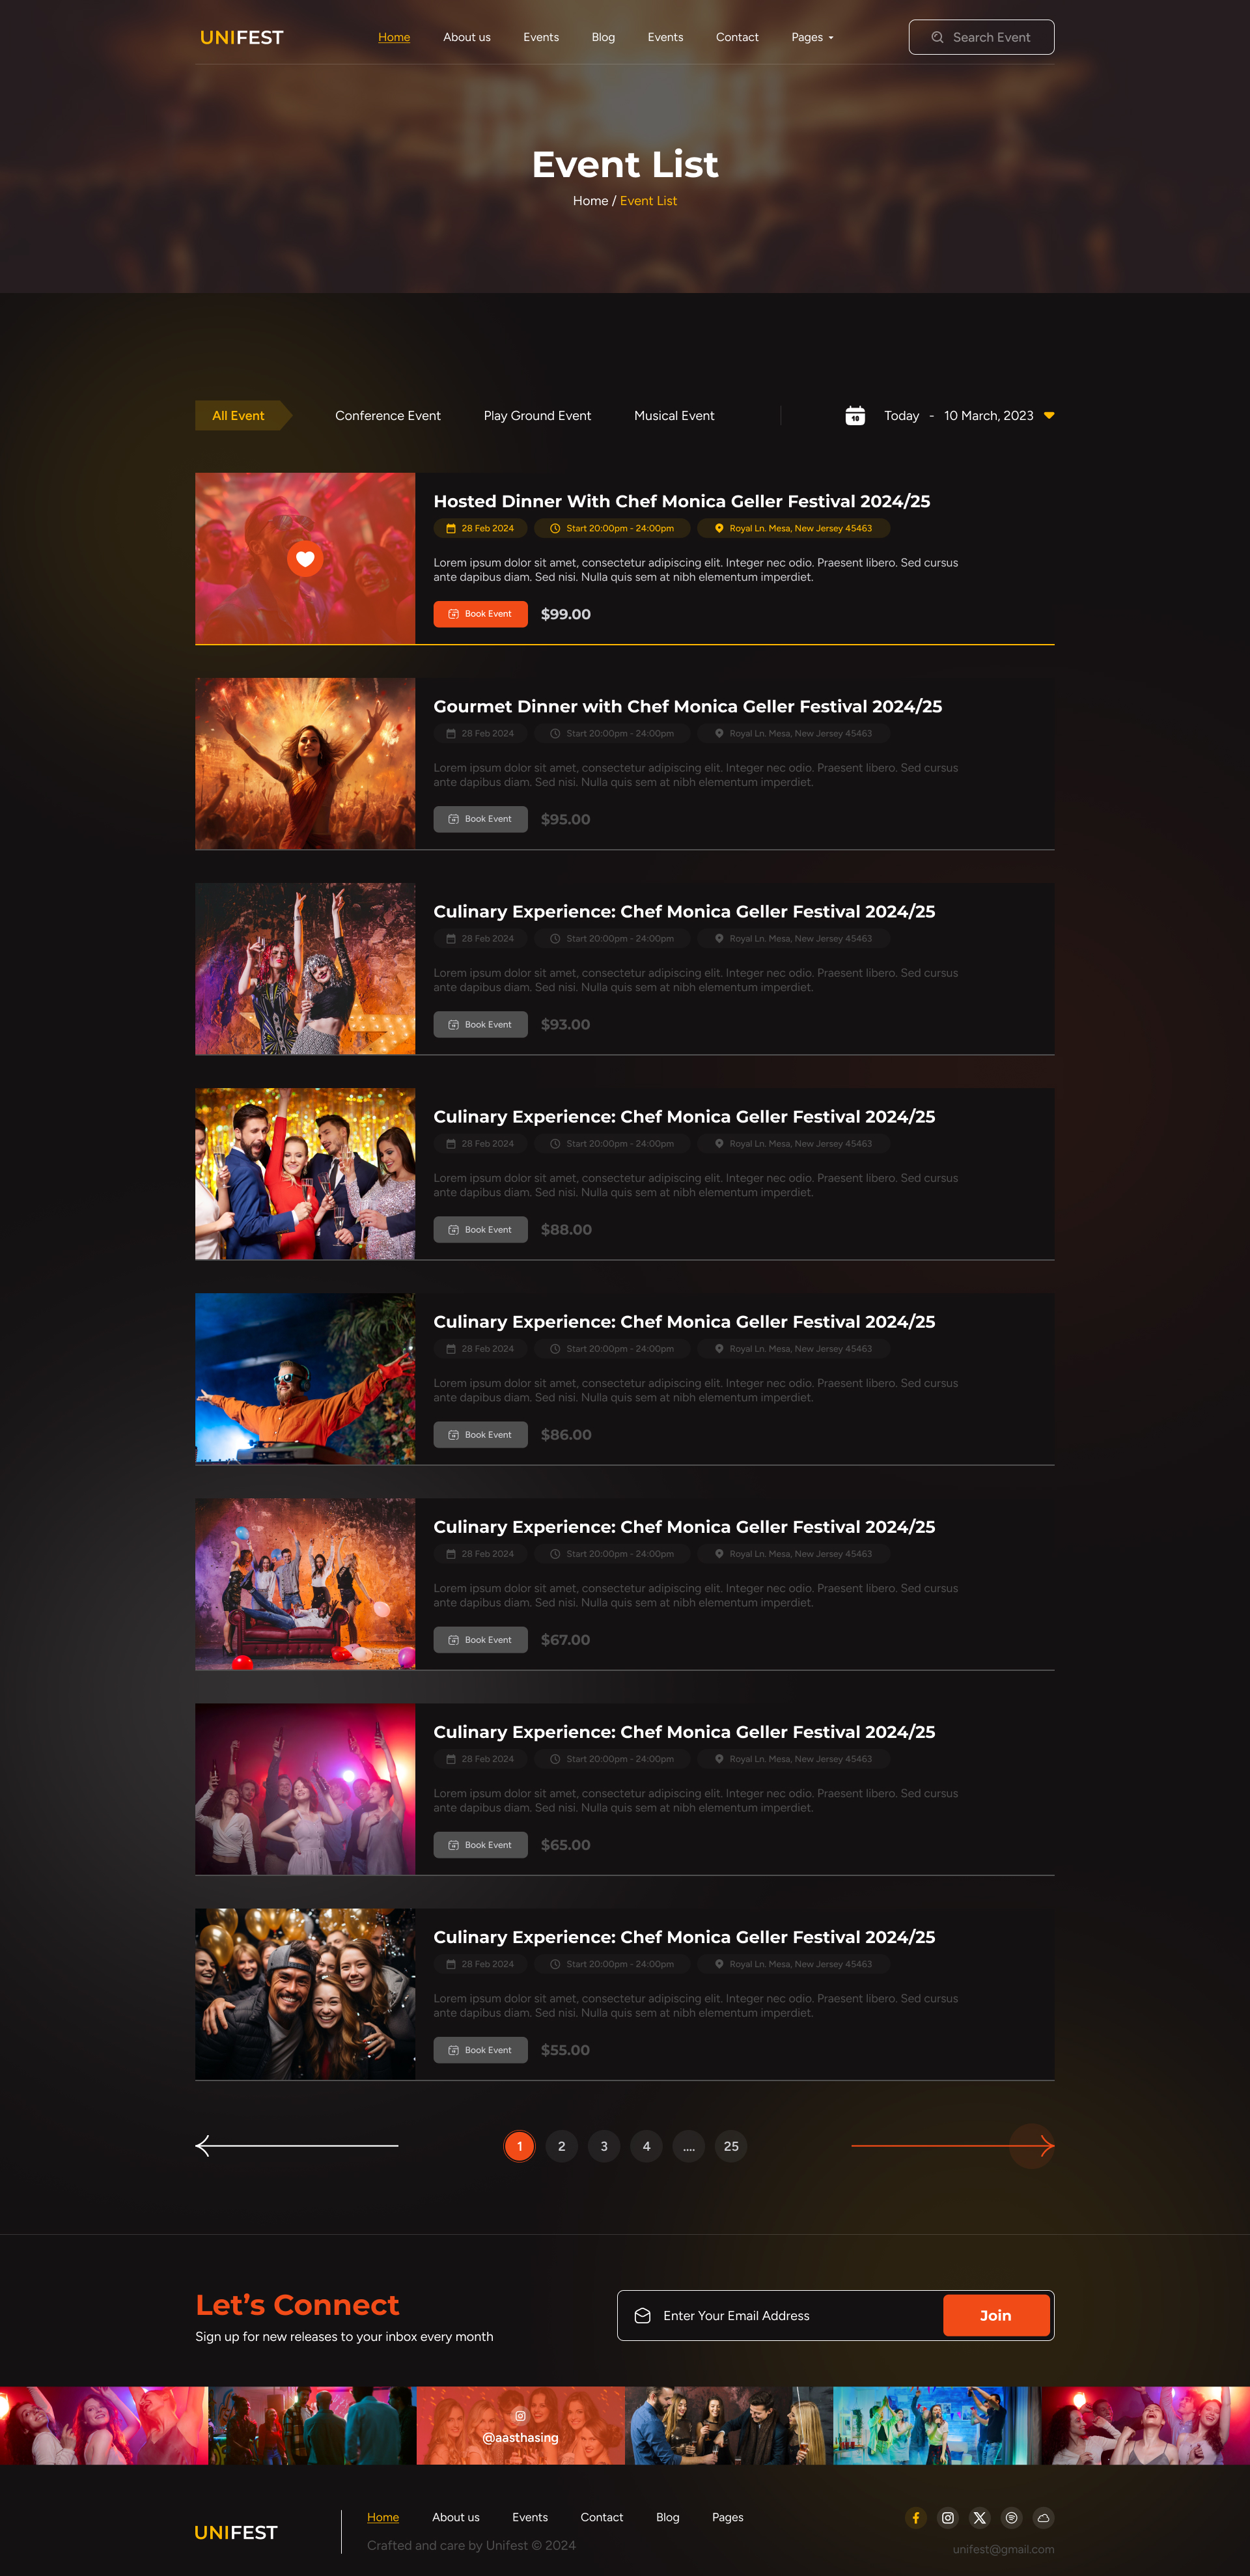 UNIFEST
Home About us Events Blog Events Contact Pages
Search Event
Event List
Home / Event List
All Event Conference Event Play Ground Event Musical Event
10 Today - 10 March, 2023
Hosted Dinner With Chef Monica Geller Festival 2024/25
28 Feb 2024 Start 20:00pm - 24:00pm Royal Ln. Mesa, New Jersey 45463
Lorem ipsum dolor sit amet, consectetur adipiscing elit. Integer nec odio. Praesent libero. Sed cursus
ante dapibus diam. Sed nisi. Nulla quis sem at nibh elementum imperdiet.
Book Event $99.00
Gourmet Dinner with Chef Monica Geller Festival 2024/25
28 Feb 2024 Start 20:00pm - 24:00pm Royal Ln. Mesa, New Jersey 45463
Lorem ipsum dolor sit amet, consectetur adipiscing elit. Integer nec odio. Praesent libero. Sed cursus
ante dapibus diam. Sed nisi. Nulla quis sem at nibh elementum imperdiet.
Book Event $95.00
Culinary Experience: Chef Monica Geller Festival 2024/25
28 Feb 2024 Start 20:00pm - 24:00pm Royal Ln. Mesa, New Jersey 45463
Lorem ipsum dolor sit amet, consectetur adipiscing elit. Integer nec odio. Praesent libero. Sed cursus
ante dapibus diam. Sed nisi. Nulla quis sem at nibh elementum imperdiet.
Book Event $93.00
Culinary Experience: Chef Monica Geller Festival 2024/25
28 Feb 2024 Start 20:00pm - 24:00pm Royal Ln. Mesa, New Jersey 45463
Lorem ipsum dolor sit amet, consectetur adipiscing elit. Integer nec odio. Praesent libero. Sed cursus
ante dapibus diam. Sed nisi. Nulla quis sem at nibh elementum imperdiet.
Book Event $88.00
Culinary Experience: Chef Monica Geller Festival 2024/25
28 Feb 2024 Start 20:00pm - 24:00pm Royal Ln. Mesa, New Jersey 45463
Lorem ipsum dolor sit amet, consectetur adipiscing elit. Integer nec odio. Praesent libero. Sed cursus
ante dapibus diam. Sed nisi. Nulla quis sem at nibh elementum imperdiet.
Book Event $86.00
Culinary Experience: Chef Monica Geller Festival 2024/25
28 Feb 2024 Start 20:00pm - 24:00pm Royal Ln. Mesa, New Jersey 45463
Lorem ipsum dolor sit amet, consectetur adipiscing elit. Integer nec odio. Praesent libero. Sed cursus
ante dapibus diam. Sed nisi. Nulla quis sem at nibh elementum imperdiet.
Book Event $67.00
Culinary Experience: Chef Monica Geller Festival 2024/25
28 Feb 2024 Start 20:00pm - 24:00pm Royal Ln. Mesa, New Jersey 45463
Lorem ipsum dolor sit amet, consectetur adipiscing elit. Integer nec odio. Praesent libero. Sed cursus
ante dapibus diam. Sed nisi. Nulla quis sem at nibh elementum imperdiet.
Book Event $65.00
Culinary Experience: Chef Monica Geller Festival 2024/25
28 Feb 2024 Start 20:00pm - 24:00pm Royal Ln. Mesa, New Jersey 45463
Lorem ipsum dolor sit amet, consectetur adipiscing elit. Integer nec odio. Praesent libero. Sed cursus
ante dapibus diam. Sed nisi. Nulla quis sem at nibh elementum imperdiet.
Book Event $55.00
1 2 3 4 .... 25
Let's Connect
Sign up for new releases to your inbox every month
Enter Your Email Address Join
@aasthasing
UNIFEST
Home About us Events Contact Blog Pages
Crafted and care by Unifest © 2024
unifest@gmail.com